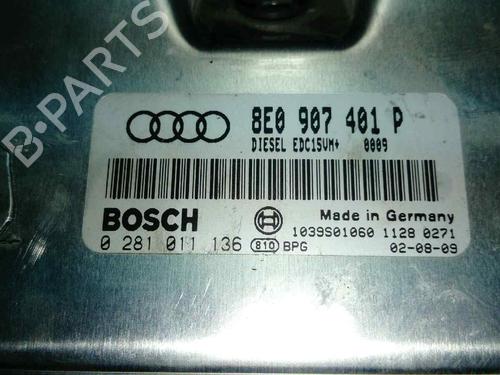 B-PARTS
8E0 907 401 P
DIESEL EDC15VM+ 0009
BOSCH
Made in Germany
1039S01060 1128 0271
0 281 011 136 810 BPG
02-08-09